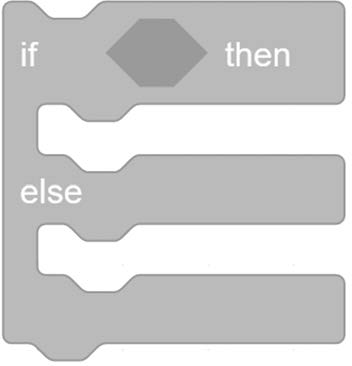 if then
else